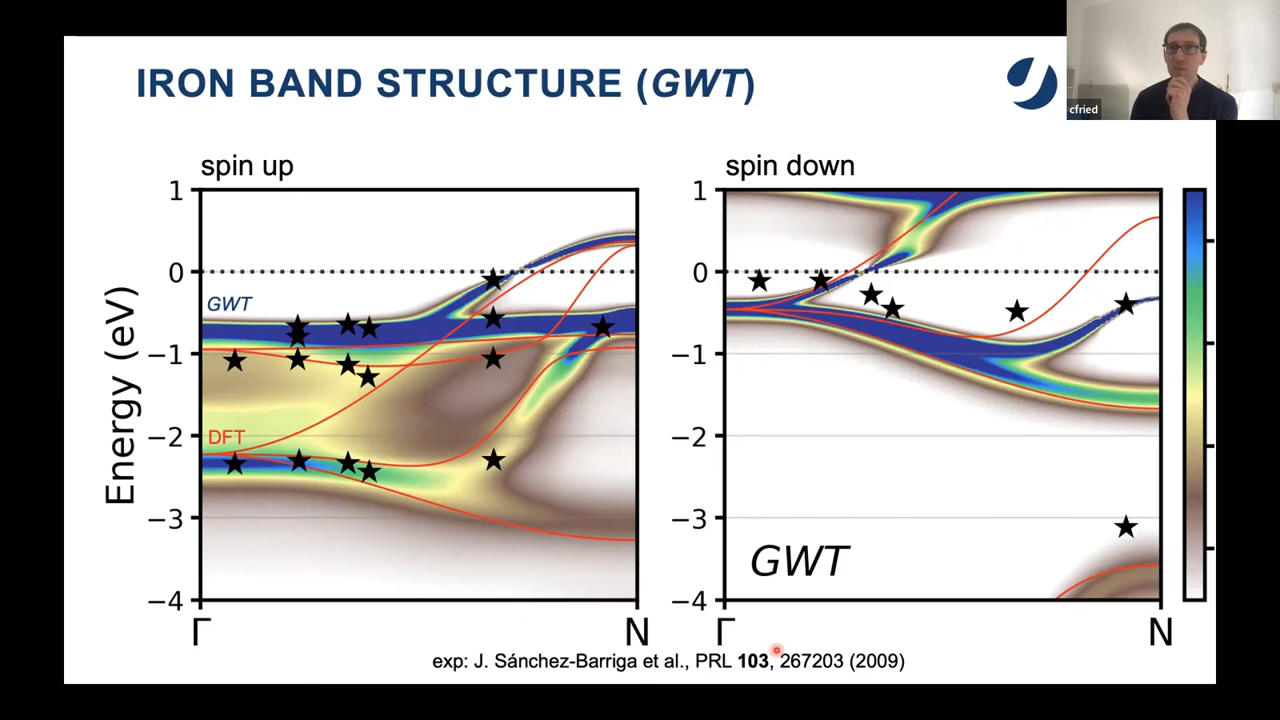 IRON BAND STRUCTURE (GWT)
cfried
spin up
spin down
1
0
−1
−2
−3
−4
Energy (eV)
GWT
DFT
Γ
N
1
0
−1
−2
−3
−4
GWT
Γ
N
exp: J. Sánchez-Barriga et al., PRL 103, 267203 (2009)